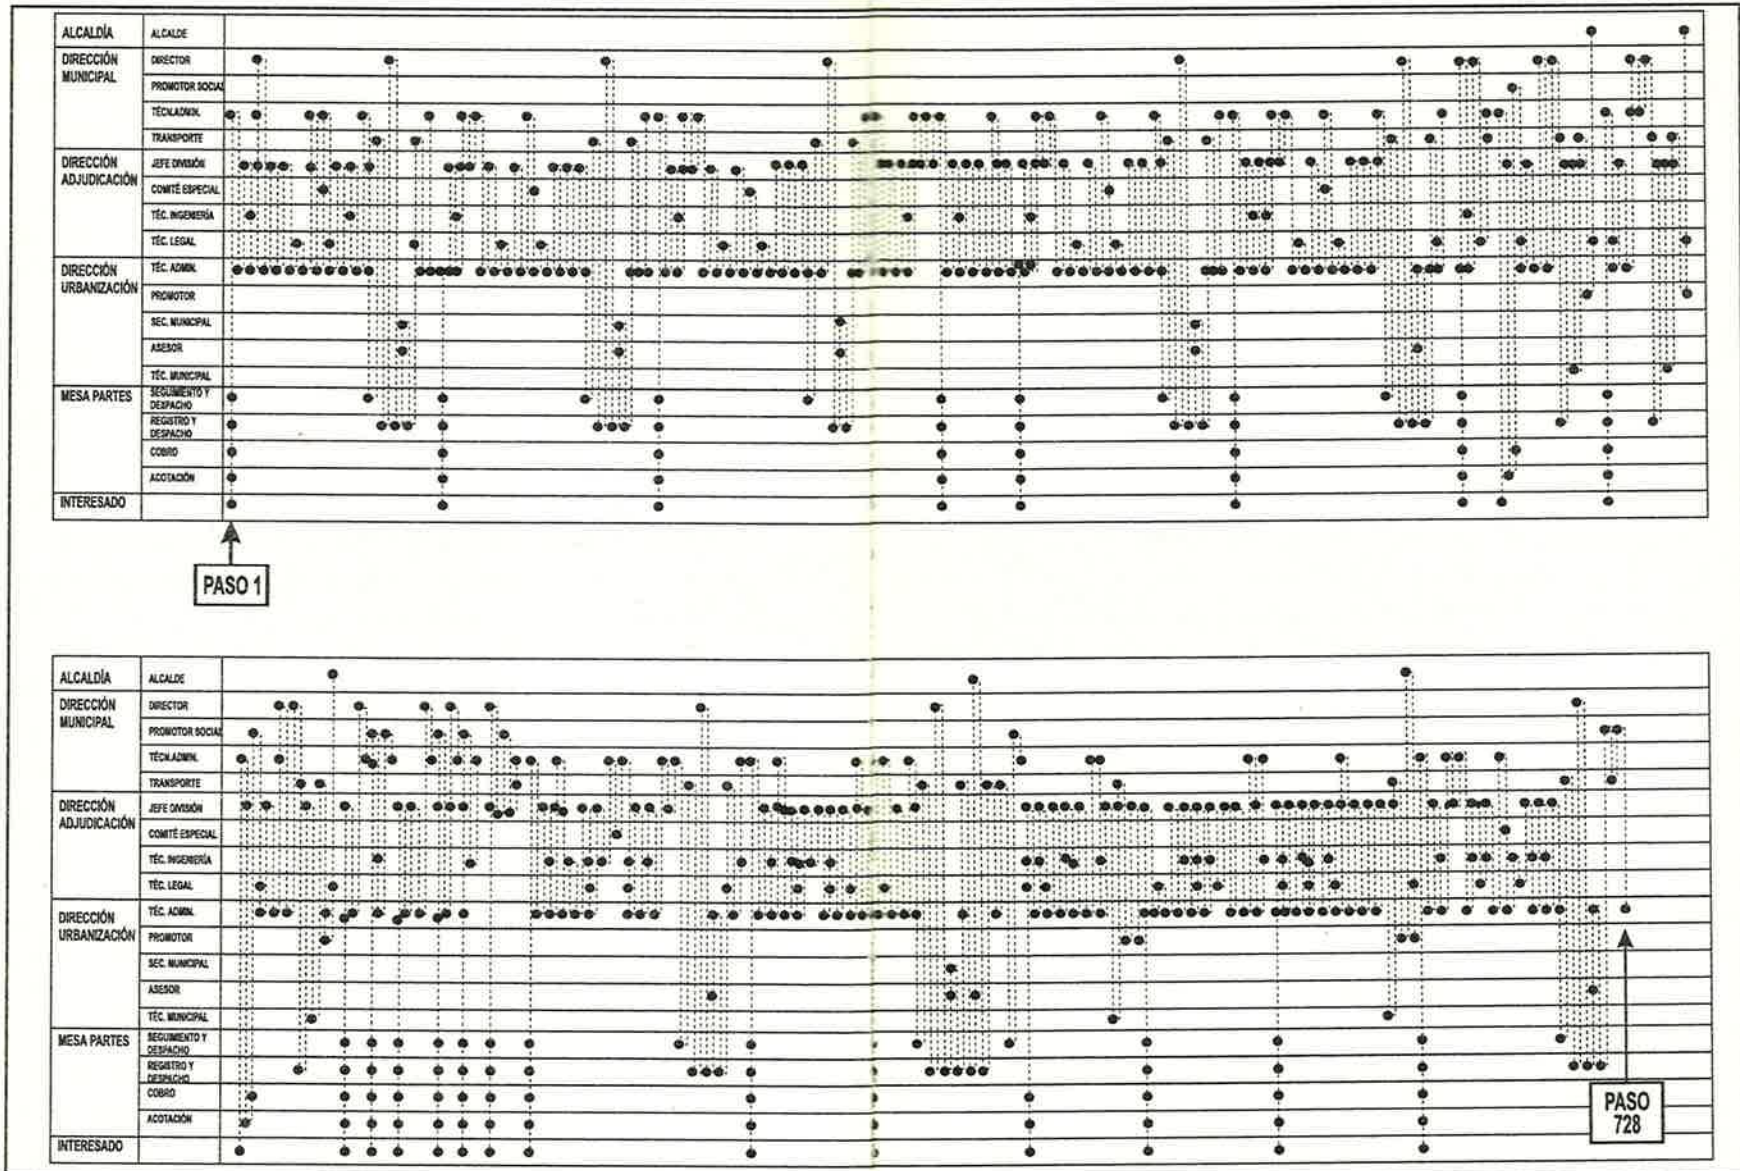 ALCALDÍA ALCALDE
DIRECCIÓN MUNICIPAL DIRECTOR
PROMOTOR SOCIAL
TÉCN.ADMIN.
TRANSPORTE
DIRECCIÓN ADJUDICACIÓN JEFE DIVISIÓN
COMITÉ ESPECIAL
TÉC. INGENIERÍA
TÉC. LEGAL
DIRECCIÓN URBANIZACIÓN TÉC. ADMIN.
PROMOTOR
SEC. MUNICIPAL
ASESOR
TÉC. MUNICIPAL
MESA PARTES SEGUIMIENTO Y DESPACHO
REGISTRO Y DESPACHO
COBRO
ACOTACIÓN
INTERESADO
PASO 1
ALCALDÍA ALCALDE
DIRECCIÓN MUNICIPAL DIRECTOR
PROMOTOR SOCIAL
TÉCN.ADMIN.
TRANSPORTE
DIRECCIÓN ADJUDICACIÓN JEFE DIVISIÓN
COMITÉ ESPECIAL
TÉC. INGENIERÍA
TÉC. LEGAL
DIRECCIÓN URBANIZACIÓN TÉC. ADMIN.
PROMOTOR
SEC. MUNICIPAL
ASESOR
TÉC. MUNICIPAL
MESA PARTES SEGUIMIENTO Y DESPACHO
REGISTRO Y DESPACHO
COBRO
ACOTACIÓN
INTERESADO
PASO
728